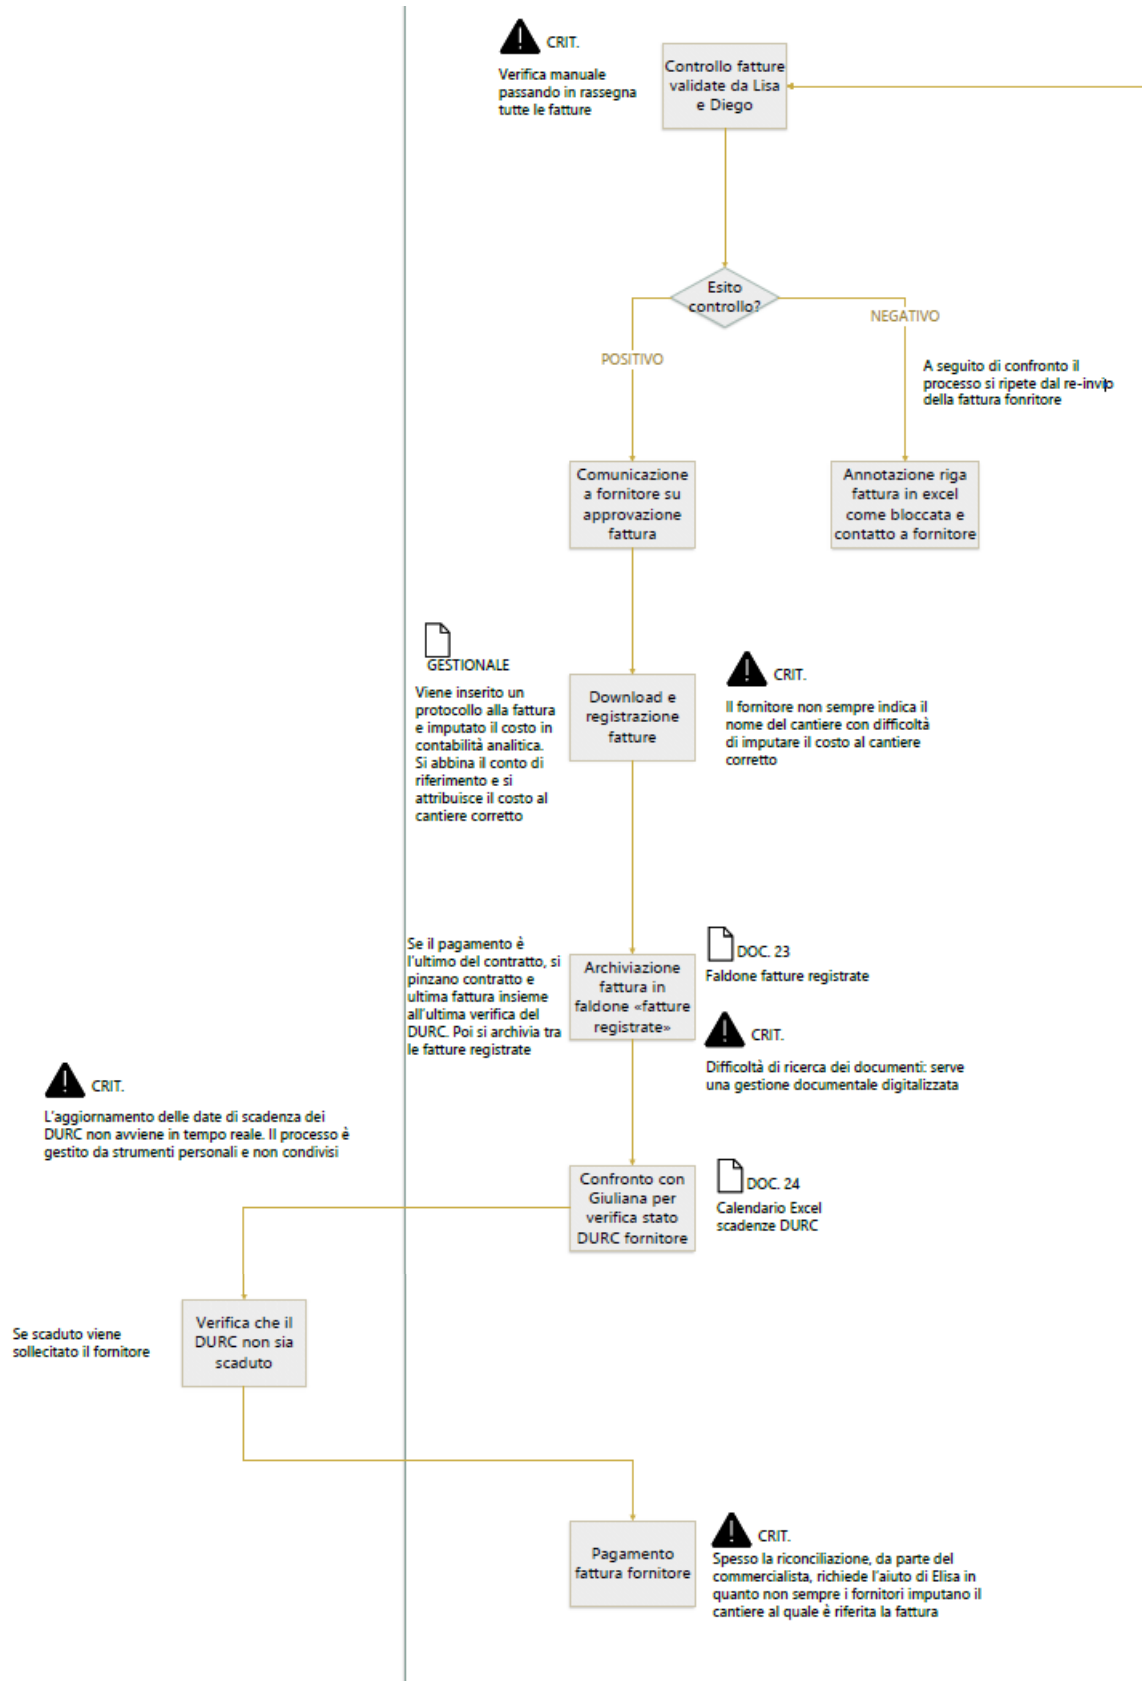 CRIT.
Verifica manuale
passando in rassegna
tutte le fatture
Controllo fatture
validate da Lisa
e Diego
Esito
controllo?
NEGATIVO
POSITIVO
A seguito di confronto il
processo si ripete dal re-invio
della fattura fonritore
Comunicazione
a fornitore su
approvazione
fattura
Annotazione riga
fattura in excel
come bloccata e
contatto a fornitore
GESTIONALE
Viene inserito un
protocollo alla fattura
e imputato il costo in
contabilità analitica.
Si abbina il conto di
riferimento e si
attribuisce il costo al
cantiere corretto
Download e
registrazione
fatture
CRIT.
Il fornitore non sempre indica il
nome del cantiere con difficoltà
di imputare il costo al cantiere
corretto
Se il pagamento è
l'ultimo del contratto, si
pinzano contratto e
ultima fattura insieme
all'ultima verifica del
DURC. Poi si archivia tra
le fatture registrate
Archiviazione
fattura in
faldone «fatture
registrate»
DOC. 23
Faldone fatture registrate
CRIT.
Difficoltà di ricerca dei documenti: serve
una gestione documentale digitalizzata
CRIT.
L'aggiornamento delle date di scadenza dei
DURC non avviene in tempo reale. Il processo è
gestito da strumenti personali e non condivisi
Confronto con
Giuliana per
verifica stato
DURC fornitore
DOC. 24
Calendario Excel
scadenze DURC
Se scaduto viene
sollecitato il fornitore
Verifica che il
DURC non sia
scaduto
Pagamento
fattura fornitore
CRIT.
Spesso la riconciliazione, da parte del
commercialista, richiede l'aiuto di Elisa in
quanto non sempre i fornitori imputano il
cantiere al quale è riferita la fattura